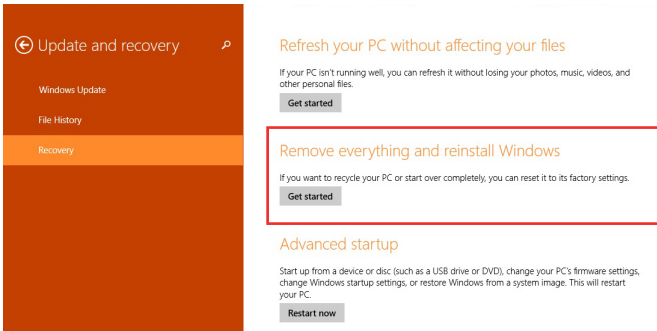 Update and recovery
Windows Update
File History
Recovery
Refresh your PC without affecting your files
If your PC isn't running well, you can refresh it without losing your photos, music, videos, and
other personal files.
Get started
Remove everything and reinstall Windows
If you want to recycle your PC or start over completely, you can reset it to its factory settings.
Get started
Advanced startup
Start up from a device or disc (such as a USB drive or DVD), change your PC's firmware settings,
change Windows startup settings, or restore Windows from a system image. This will restart
your PC.
Restart now